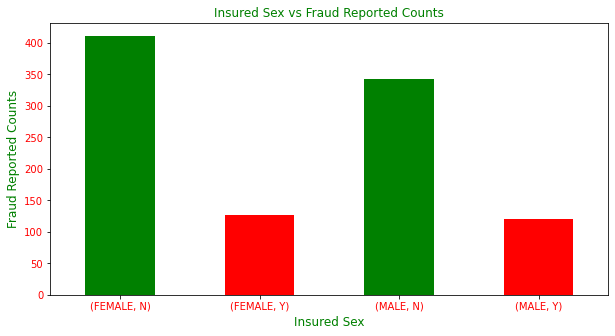 Insured Sex vs Fraud Reported Counts
Fraud Reported Counts
400
350
300
250
200
150
100
50
0
(FEMALE, N)
(FEMALE, Y)
(MALE, N)
(MALE, Y)
Insured Sex